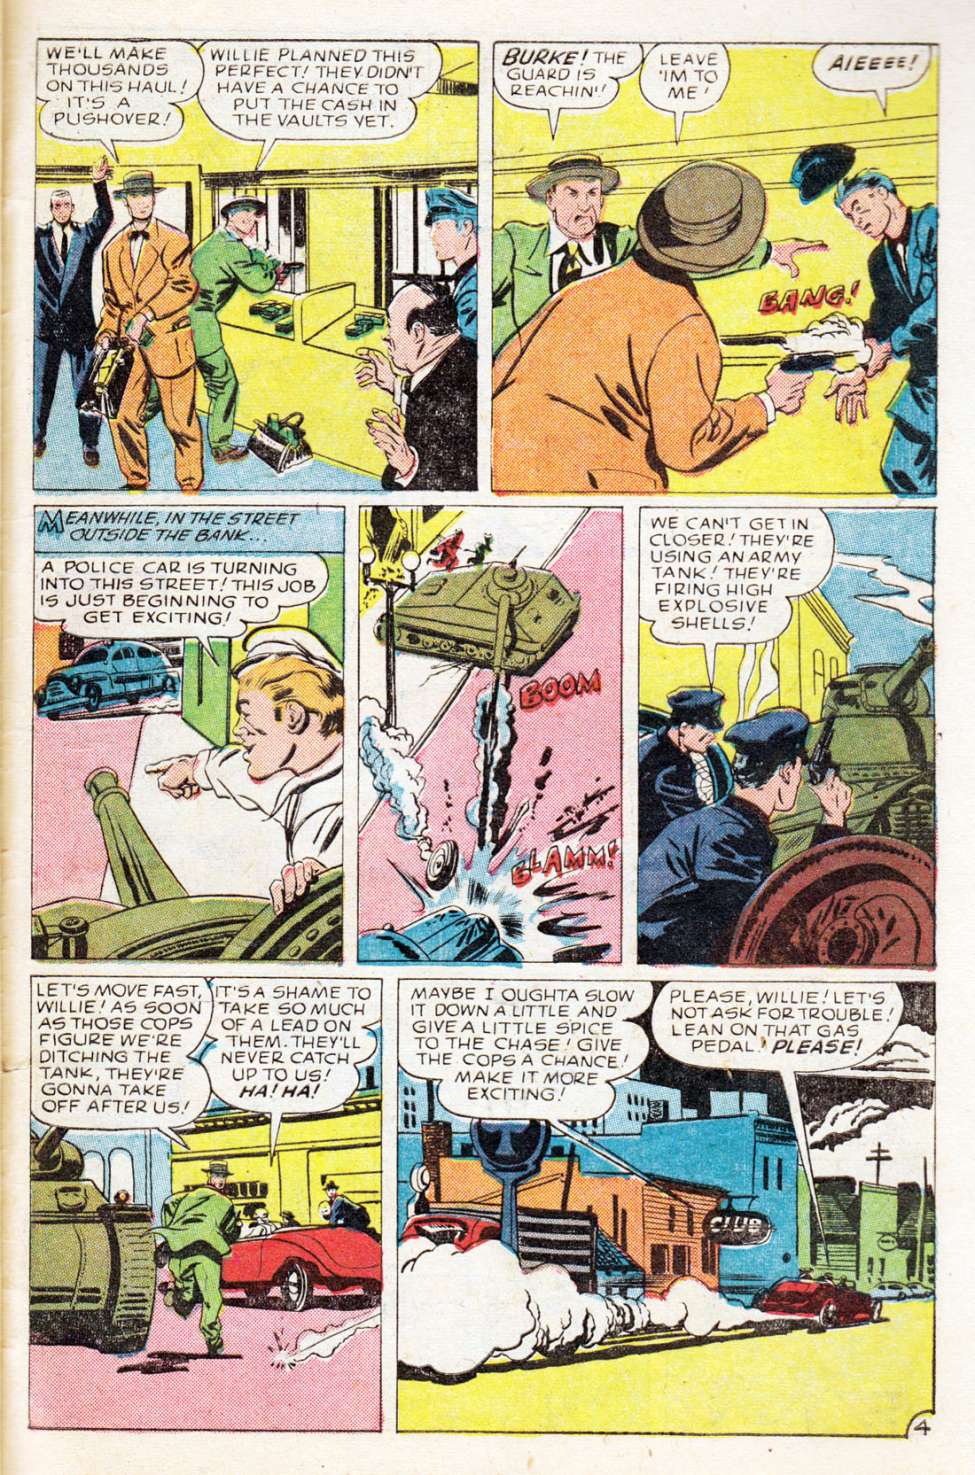 WE'LL MAKE
THOUSANDS
ON THIS HAUL!
IT'S A
PUSHOVER!
WILLIE PLANNED THIS
PERFECT! THEY DIDN'T
HAVE A CHANCE TO
PUT THE CASH IN
THE VAULTS YET.
BURKE! THE
GUARD IS
REACHIN'!
LEAVE
'IM TO
ME!
AIEEEE!
BANG!
MEANWHILE, IN THE STREET
OUTSIDE THE BANK...
A POLICE CAR IS TURNING
INTO THIS STREET! THIS JOB
IS JUST BEGINNING TO
GET EXCITING!
BOOM
BLAMM!
WE CAN'T GET IN
CLOSER! THEY'RE
USING AN ARMY
TANK! THEY'RE
FIRING HIGH
EXPLOSIVE
SHELLS!
LET'S MOVE FAST,
WILLIE! AS SOON
AS THOSE COPS
FIGURE WE'RE
DITCHING THE
TANK, THEY'RE
GONNA TAKE
OFF AFTER US!
IT'S A SHAME TO
TAKE SO MUCH
OF A LEAD ON
THEM. THEY'LL
NEVER CATCH
UP TO US!
HA! HA!
MAYBE I OUGHTA SLOW
IT DOWN A LITTLE AND
GIVE A LITTLE SPICE
TO THE CHASE! GIVE
THE COPS A CHANCE!
MAKE IT MORE
EXCITING!
PLEASE, WILLIE! LET'S
NOT ASK FOR TROUBLE!
LEAN ON THAT GAS
PEDAL! PLEASE!
CLUB
4